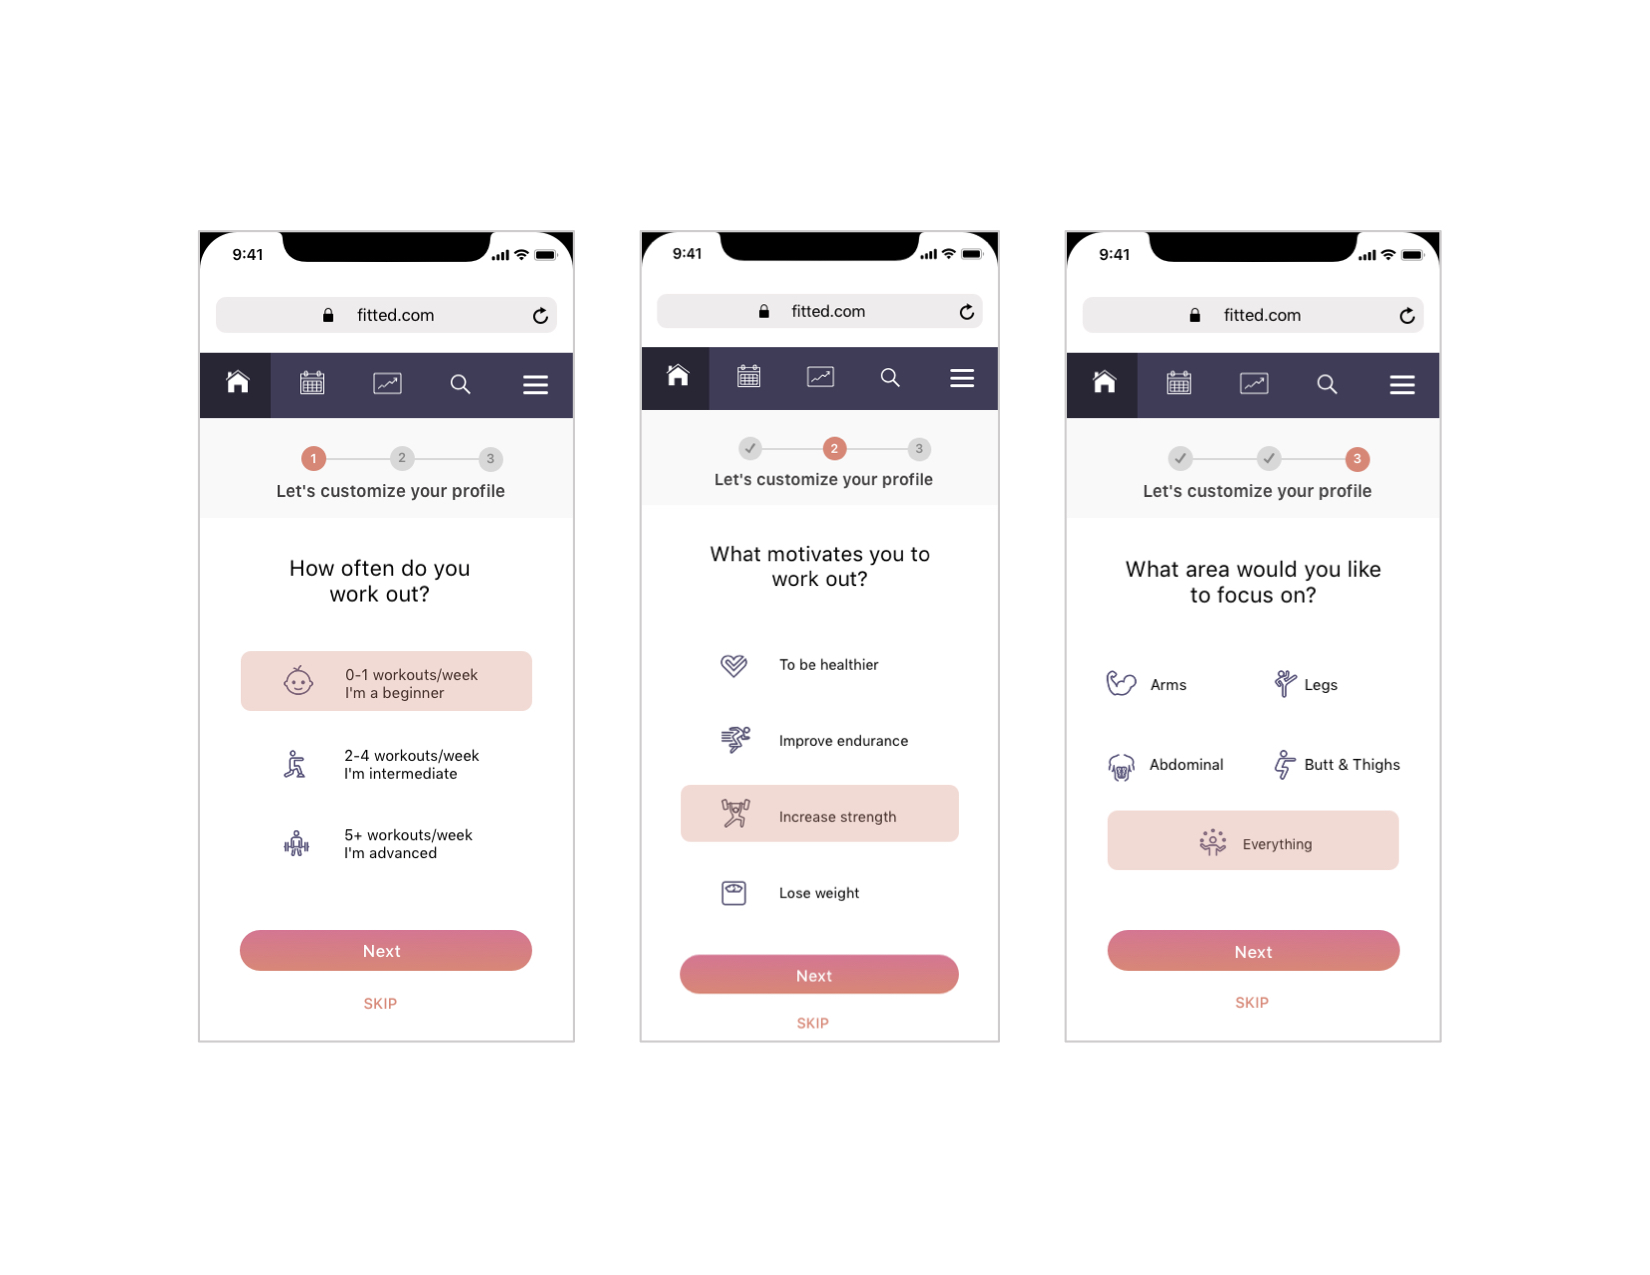 9:41
fitted.com
1 2 3
Let's customize your profile
How often do you
work out?
0-1 workouts/week
I'm a beginner
2-4 workouts/week
I'm intermediate
5+ workouts/week
I'm advanced
Next
SKIP
9:41
fitted.com
2 3
Let's customize your profile
What motivates you to
work out?
To be healthier
Improve endurance
Increase strength
Lose weight
Next
SKIP
9:41
fitted.com
3
Let's customize your profile
What area would you like
to focus on?
Arms Legs
Abdominal Butt & Thighs
Everything
Next
SKIP